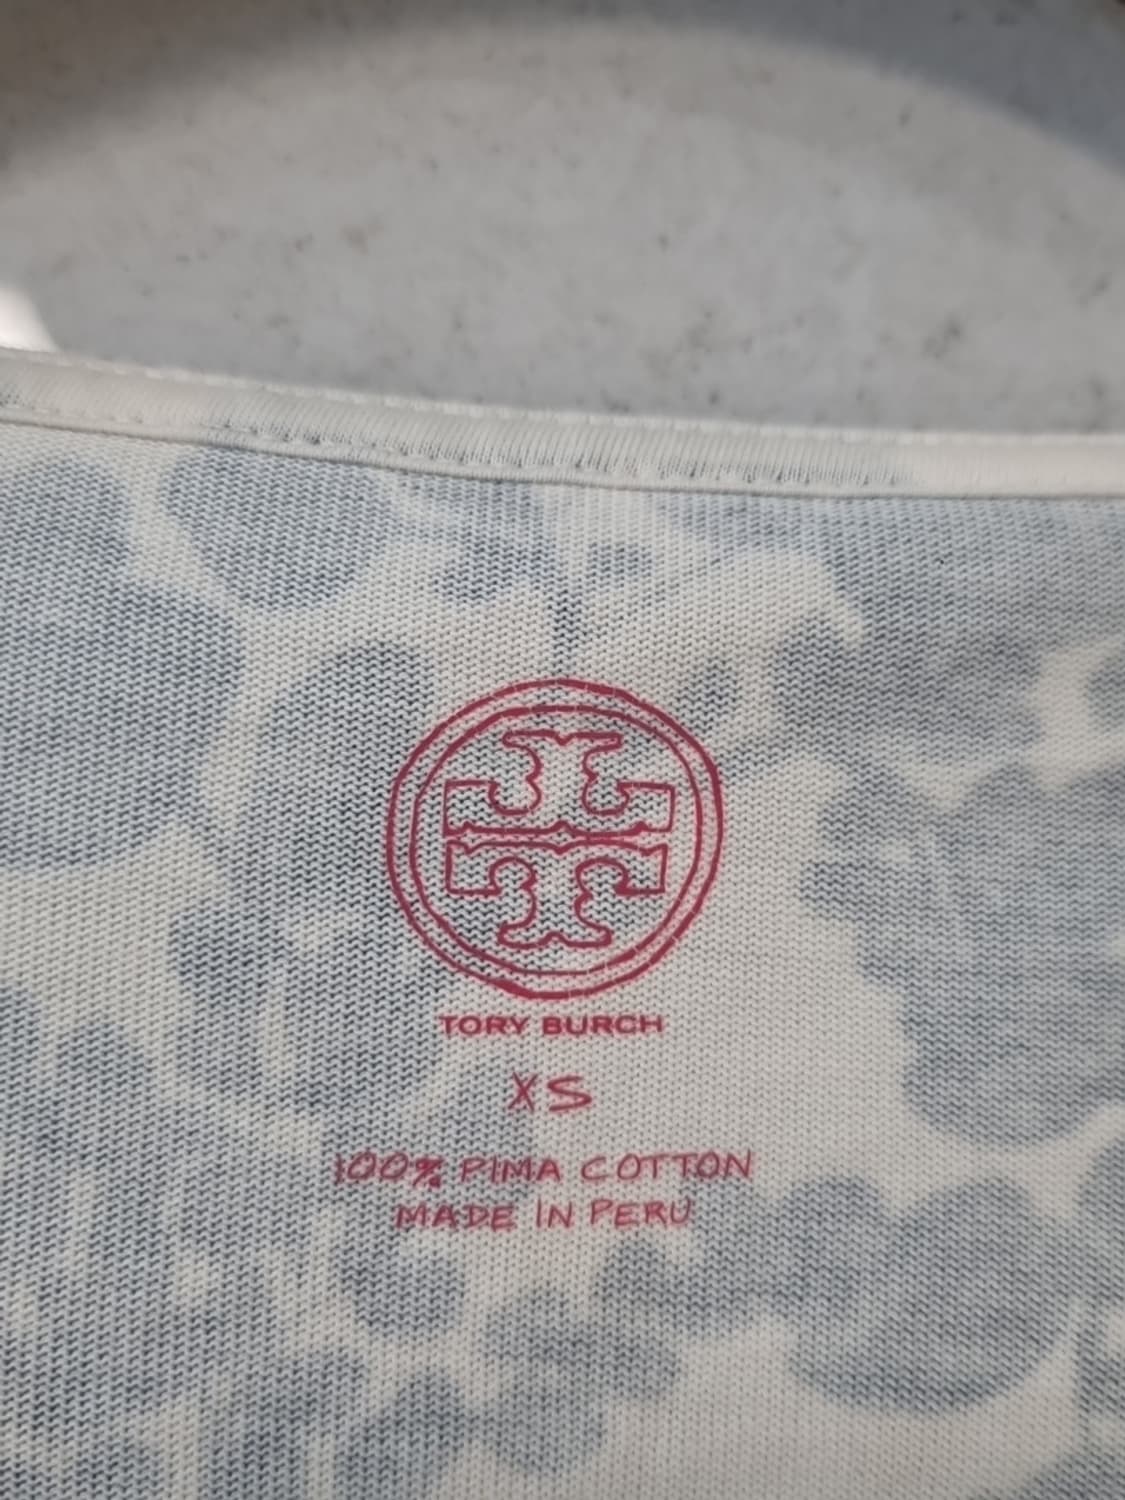 TORY BURCH
XS
100% PIMA COTTON
MADE IN PERU